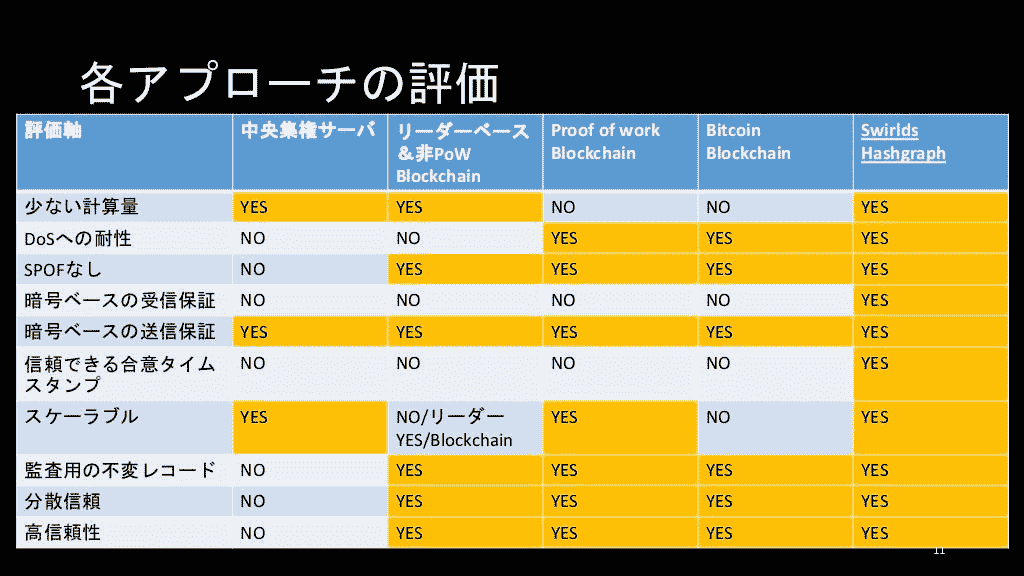 各アプローチの評価
評価軸 中央集権サーバ リーダーベース Proof of work Bitcoin Swirlds
&非PoW Blockchain Blockchain Hashgraph
Blockchain
少ない計算量 YES YES NO NO YES
DoSへの耐性 NO NO YES YES YES
SPOFなし NO YES YES YES YES
暗号ベースの受信保証 NO NO NO NO YES
暗号ベースの送信保証 YES YES YES YES YES
信頼できる合意タイム NO NO NO NO YES
スタンプ
スケーラブル YES NO/リーダー YES NO YES
YES/Blockchain
監査用の不変レコード NO YES YES YES YES
分散信頼 NO YES YES YES YES
高信頼性 NO YES YES YES YES
11